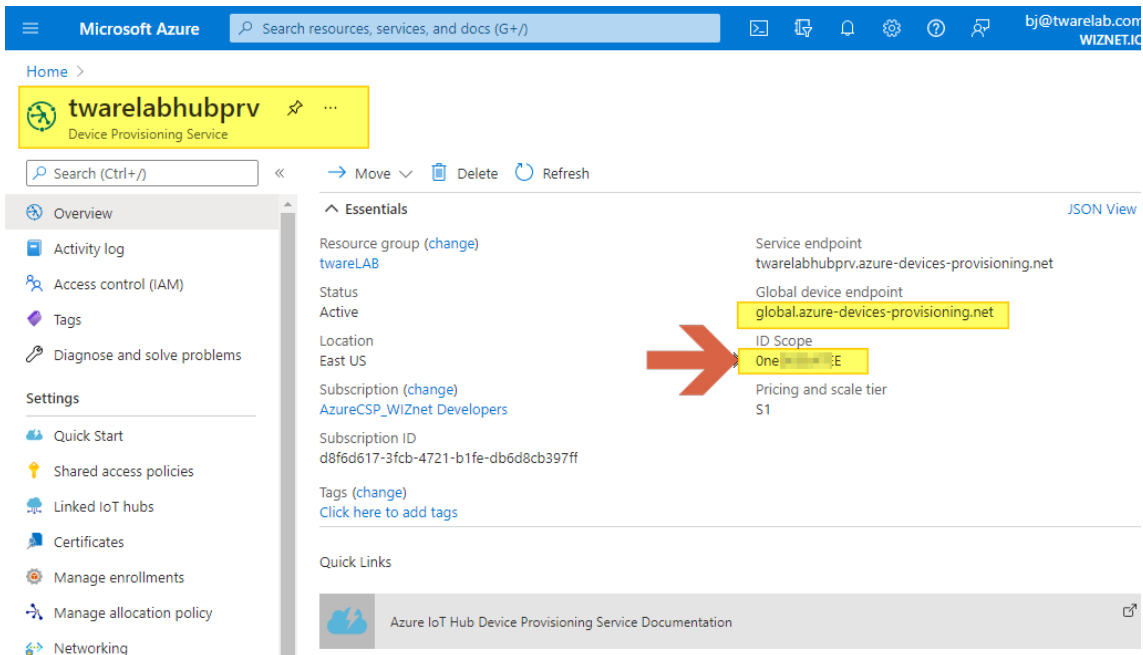 Microsoft Azure
Search resources, services, and docs (G+/)
bj@twarelab.com
WIZNET.IO
Home >
twarelabhubprv
Device Provisioning Service
Search (Ctrl+/)
«
Move
Delete
Refresh
Overview
Activity log
Access control (IAM)
Tags
Diagnose and solve problems
Settings
Quick Start
Shared access policies
Linked IoT hubs
Certificates
Manage enrollments
Manage allocation policy
Networking
Essentials
JSON View
Resource group (change)
twareLAB
Status
Active
Location
East US
Subscription (change)
AzureCSP_WIZnet Developers
Subscription ID
d8f6d617-3fcb-4721-b1fe-db6d8cb397ff
Tags (change)
Click here to add tags
Service endpoint
twarelabhubprv.azure-devices-provisioning.net
Global device endpoint
global.azure-devices-provisioning.net
ID Scope
Pricing and scale tier
S1
Quick Links
Azure IoT Hub Device Provisioning Service Documentation